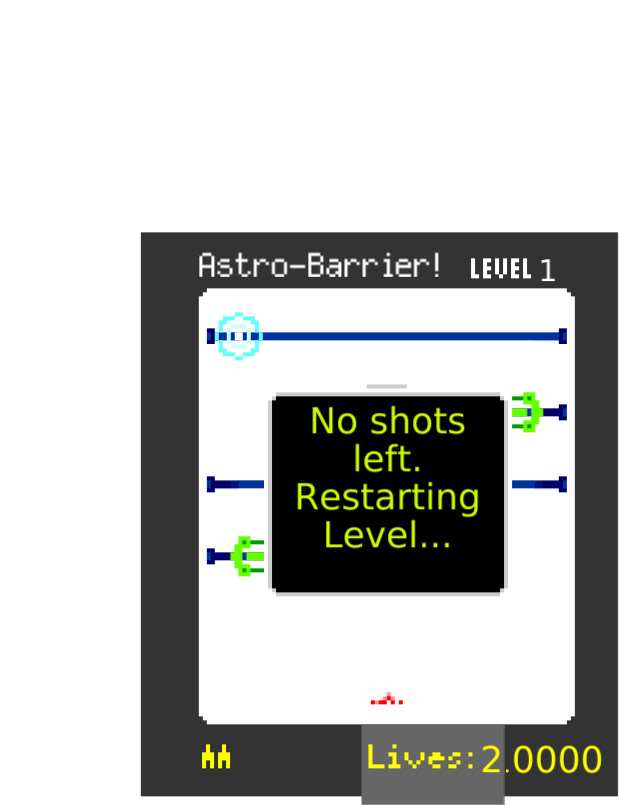 Astro-Barrier! LEVEL 1
No shots
left.
Restarting
Level...
Lives:2.0000